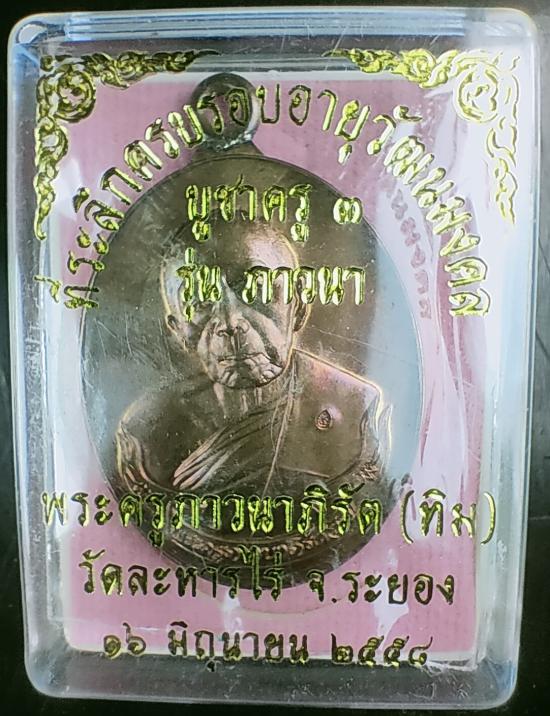 ที่ระลึกครบรอบอายุวัฒนมงคล
บูชาครู ๓
รุ่น ภาวนา
พระครูภาวนาภิรัต (ทิม)
วัดละหารไร่ จ.ระยอง
๑๖ มิถุนายน ๒๕๕๘